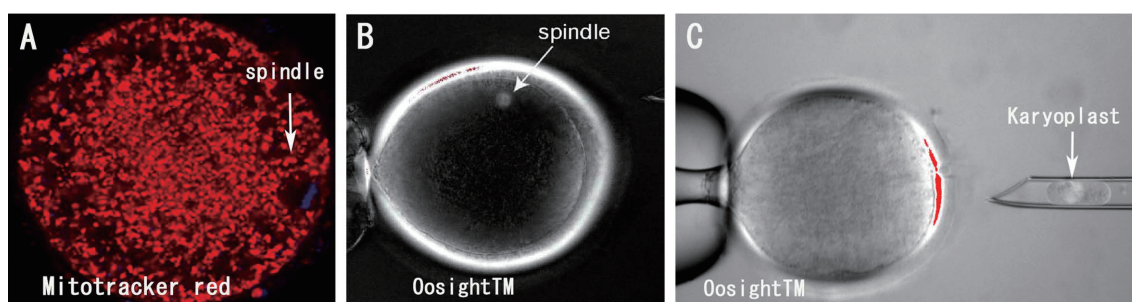 A
spindle
Mitotracker red
B
spindle
OosightTM
C
Karyoplast
OosightTM